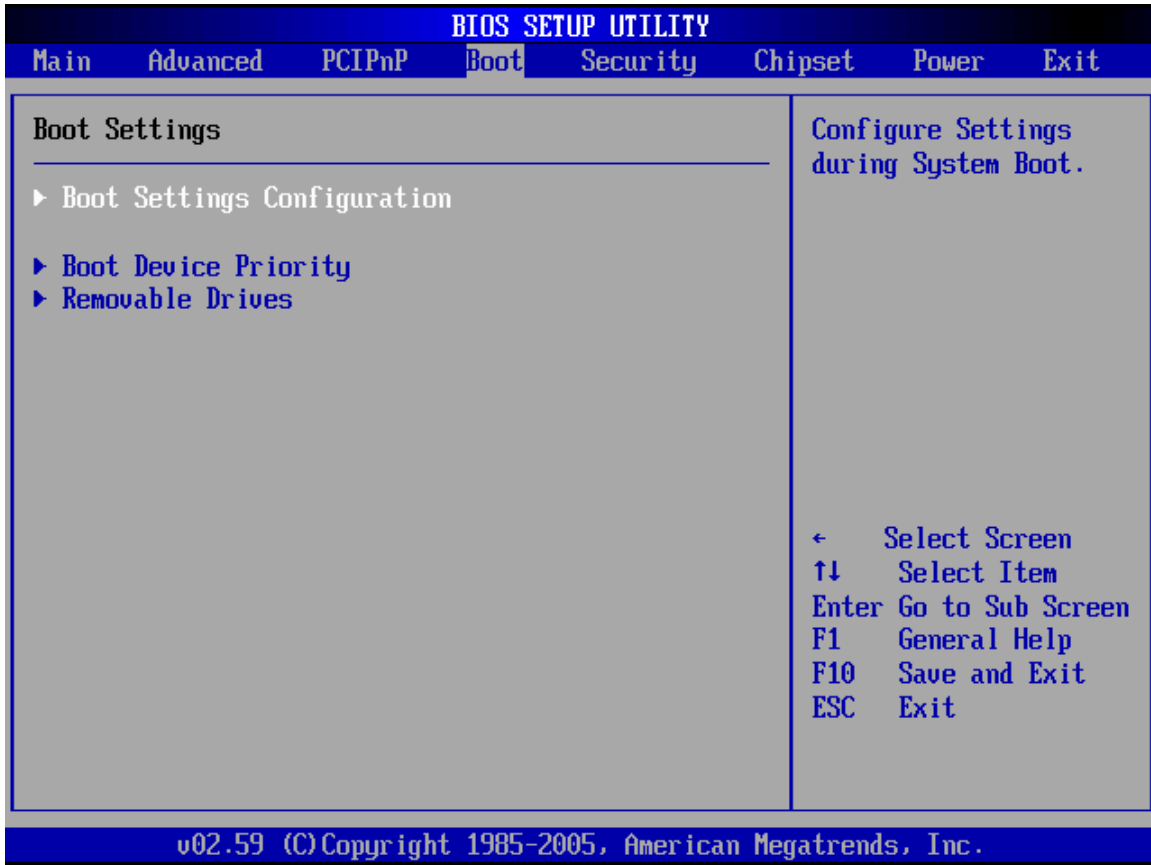 BIOS SETUP UTILITY
Main Advanced PCIPnP Boot Security Chipset Power Exit
Boot Settings
▶ Boot Settings Configuration
▶ Boot Device Priority
▶ Removable Drives
Configure Settings
during System Boot.
← Select Screen
↑↓ Select Item
Enter Go to Sub Screen
F1 General Help
F10 Save and Exit
ESC Exit
v02.59 (C)Copyright 1985-2005, American Megatrends, Inc.